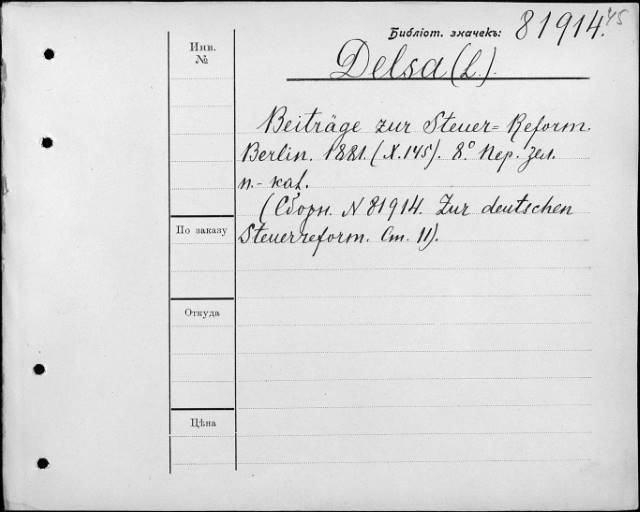 Библіот. значекъ: 81914. 45
Инв.
№
Delsa (L.).
Beiträge zur Steuer= Reform.
Berlin. 1881. (X.145). 8° Пер. зел.
п.- кал.
(Сборн. N 81914. Zur deutschen
По заказу
Steuerreform. Ст. 11).
Откуда
Цѣна